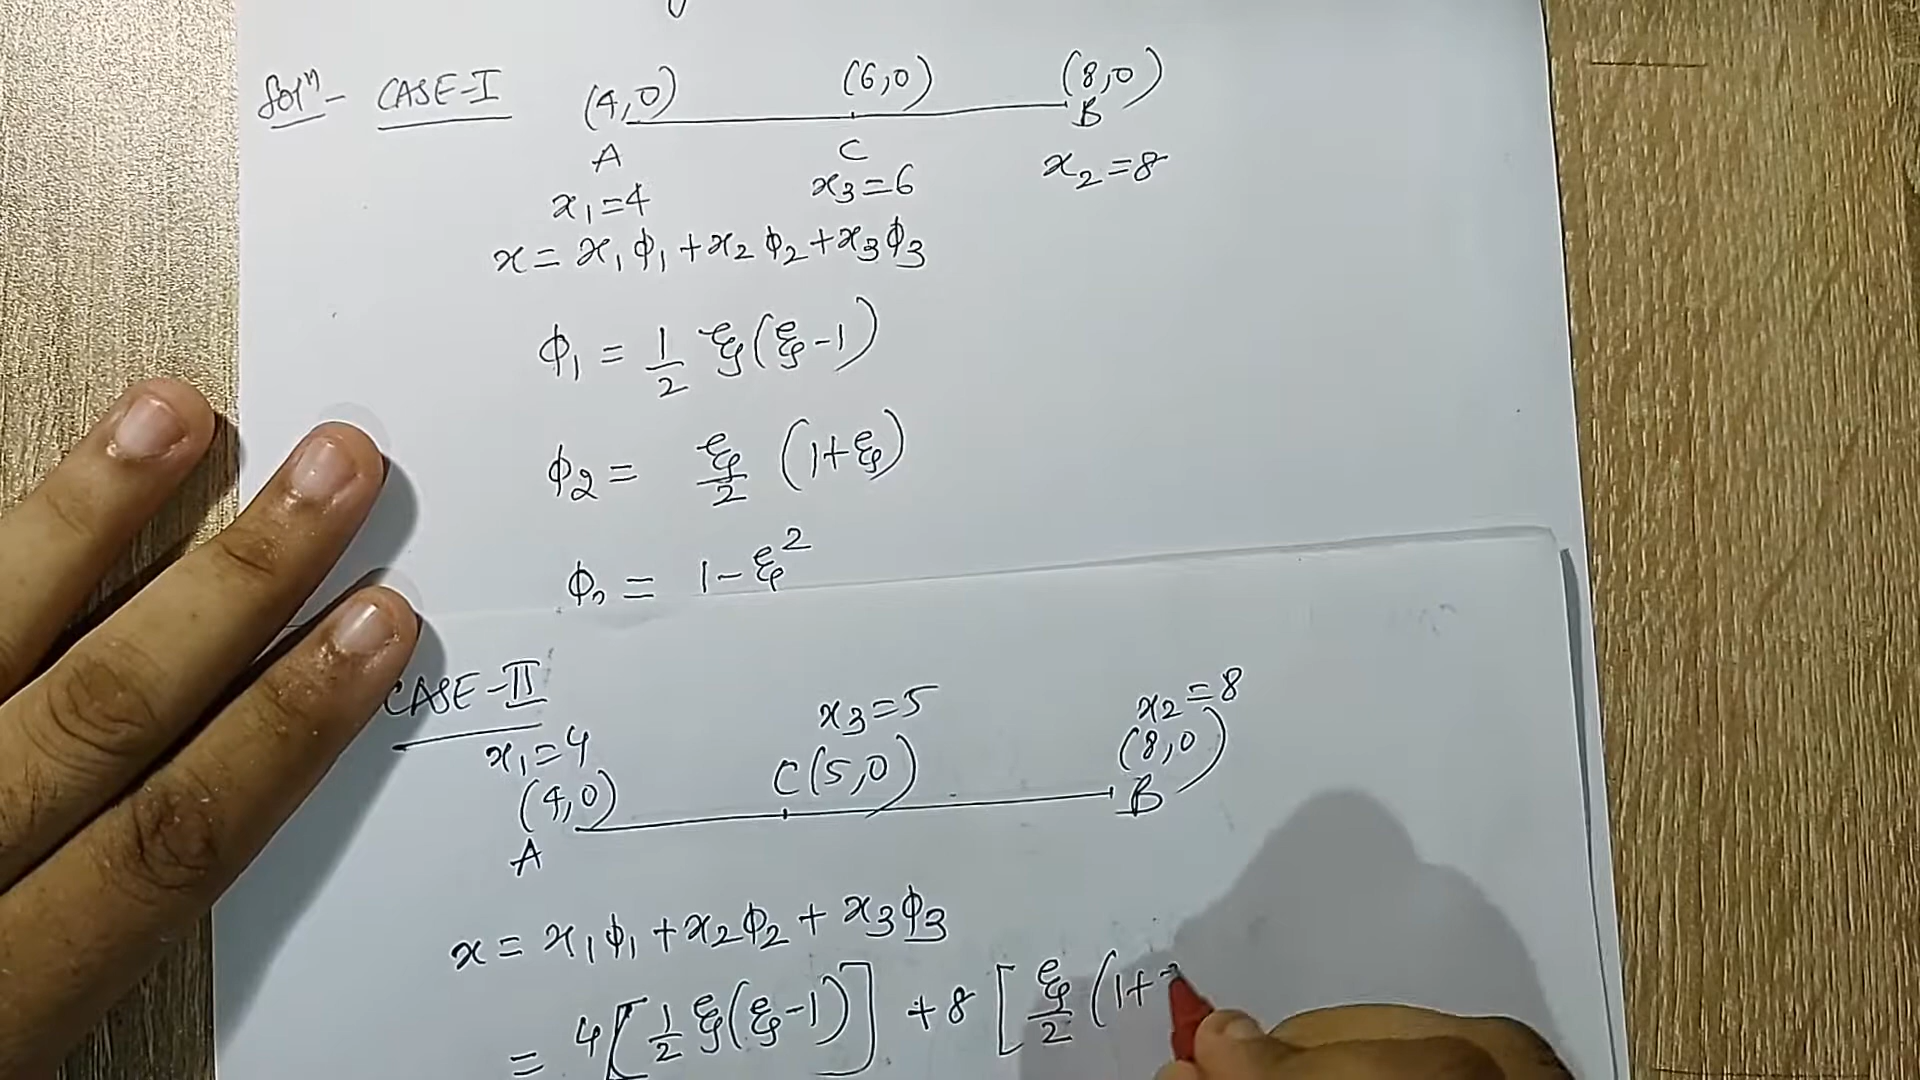 Solⁿ - CASE-I (4,0) (6,0) (8,0)
A C B
x₁=4 x₃=6 x₂=8
x = x₁ϕ₁ + x₂ϕ₂ + x₃ϕ₃
ϕ₁ = 1/2 ξ(ξ-1)
ϕ₂ = ξ/2 (1+ξ)
ϕ = 1-ξ²
CASE-II
x₁=4 x₃=5 x₂=8
(4,0) C(5,0) (8,0)
A B
x = x₁ϕ₁ + x₂ϕ₂ + x₃ϕ₃
= 4[1/2 ξ(ξ-1)] + 8[ξ/2 (1+